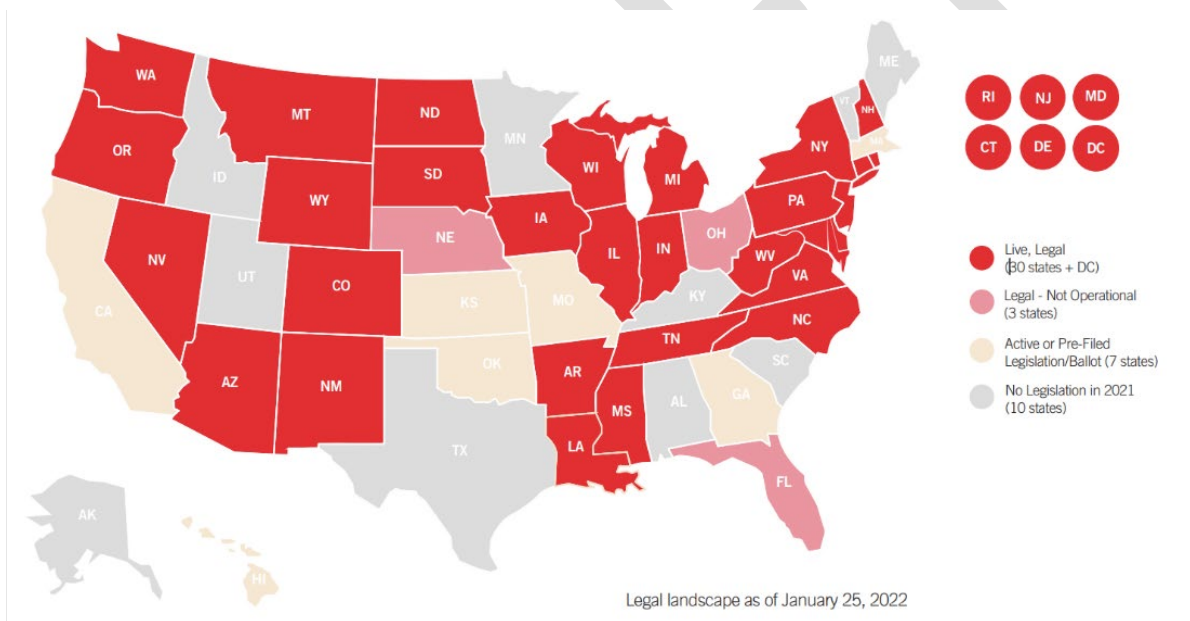 WA
MT
ND
MN
ME
VT
NH
OR
ID
WY
SD
WI
MI
NY
RI
NJ
MD
CT
DE
DC
NV
UT
CO
NE
IA
IL
IN
OH
PA
WV
VA
CA
KS
MO
KY
AZ
NM
OK
AR
TN
NC
SC
TX
LA
MS
AL
GA
FL
AK
HI
Live, Legal
(30 states + DC)
Legal - Not Operational
(3 states)
Active or Pre-Filed
Legislation/Ballot (7 states)
No Legislation in 2021
(10 states)
Legal landscape as of January 25, 2022